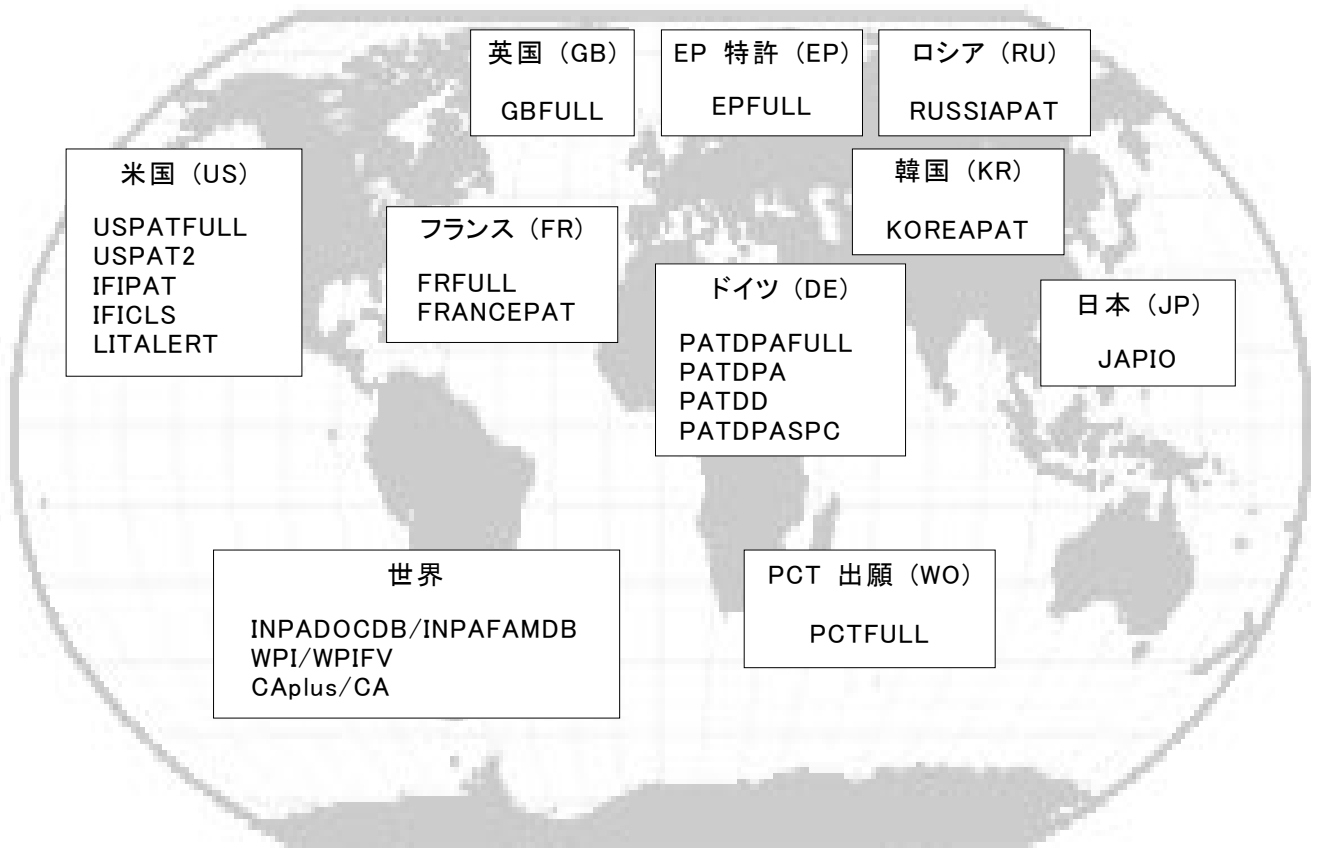 英国 (GB)
GBFULL
EP 特許 (EP)
EPFULL
ロシア (RU)
RUSSIAPAT
米国 (US)
USPATFULL
USPAT2
IFIPAT
IFICLS
LITALERT
フランス (FR)
FRFULL
FRANCEPAT
韓国 (KR)
KOREAPAT
ドイツ (DE)
PATDPAFULL
PATDPA
PATDD
PATDPASPC
日本 (JP)
JAPIO
世界
INPADOCDB/INPAFAMDB
WPI/WPIFV
CAplus/CA
PCT 出願 (WO)
PCTFULL